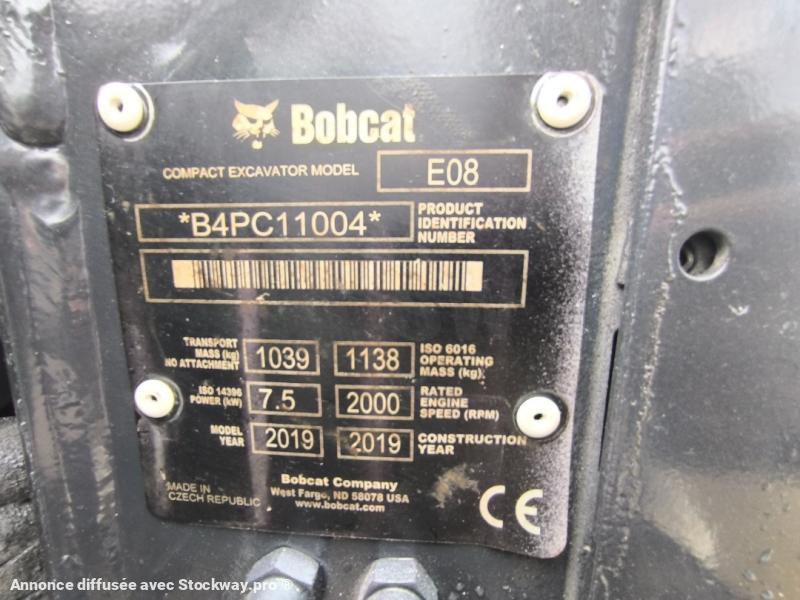 Bobcat
COMPACT EXCAVATOR MODEL E08
*B4PC11004* PRODUCT IDENTIFICATION NUMBER
TRANSPORT MASS (kg) NO ATTACHMENT 1039 1138 ISO 6016 OPERATING MASS (kg)
ISO 14396 POWER (kW) 7.5 2000 RATED ENGINE SPEED (RPM)
MODEL YEAR 2019 2019 CONSTRUCTION YEAR
MADE IN CZECH REPUBLIC
Bobcat Company
West Fargo, ND 58078 USA
www.bobcat.com
CE
Annonce diffusée avec Stockway.pro®